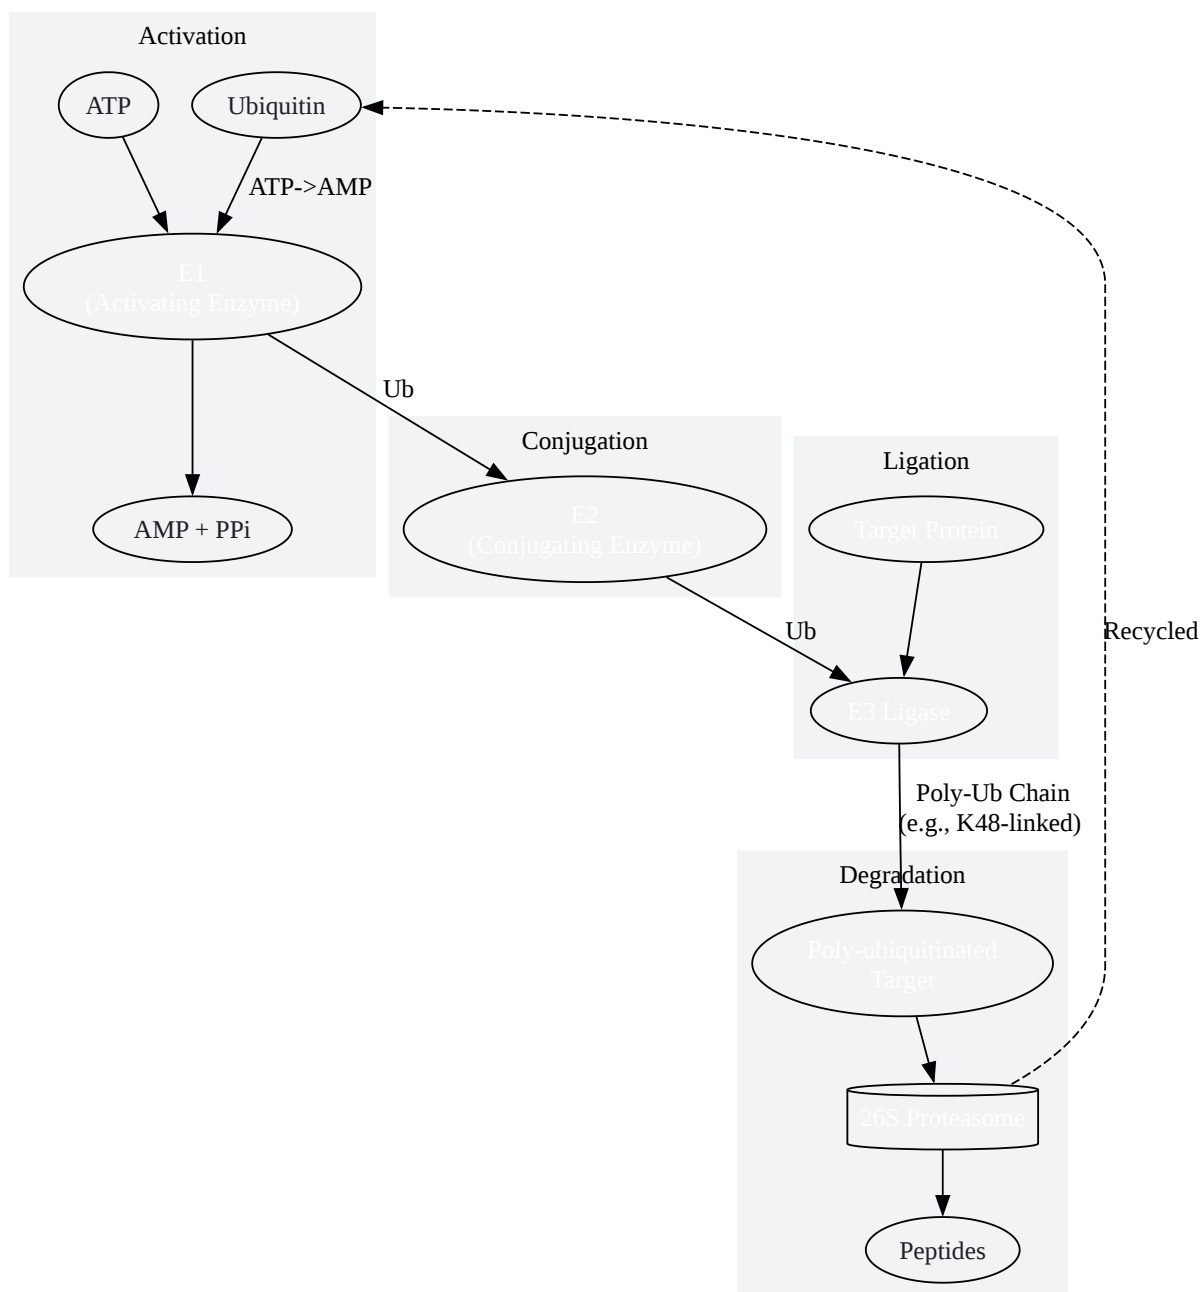 Activation
ATP
Ubiquitin
ATP->AMP
E1
(Activating Enzyme)
Ub
Conjugation
Ligation
AMP + PPi
E2
(Conjugating Enzyme)
Target Protein
Ub
Recycled
E3 Ligase
Poly-Ub Chain
(e.g., K48-linked)
Degradation
Poly-ubiquitinated
Target
26S Proteasome
Peptides